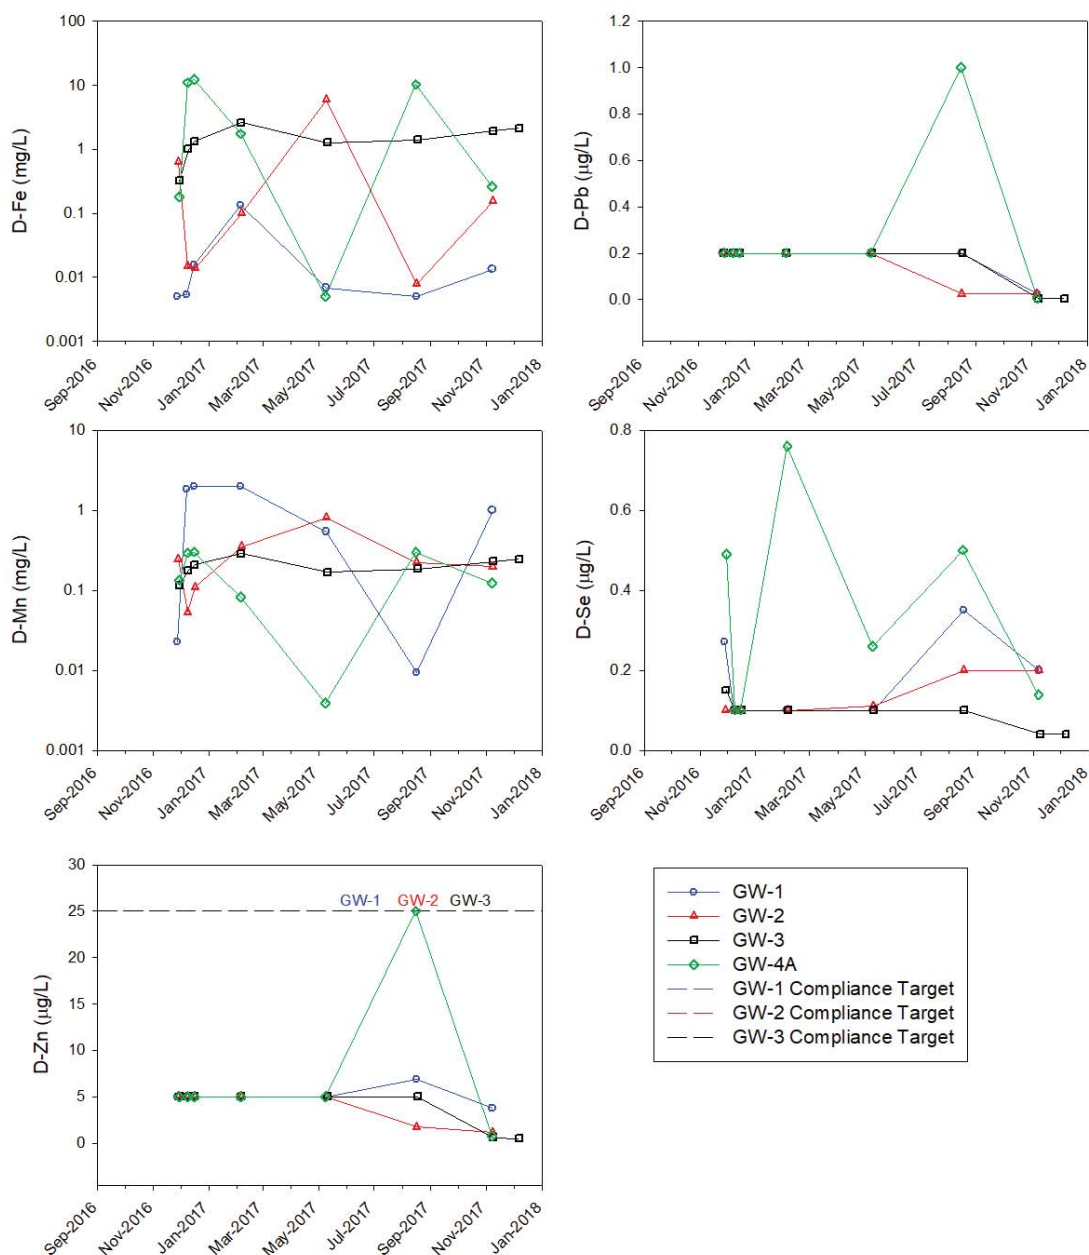 D-Fe (mg/L)
100
10
1
0.1
0.01
0.001
Sep-2016
Nov-2016
Jan-2017
Mar-2017
May-2017
Jul-2017
Sep-2017
Nov-2017
Jan-2018
D-Pb (µg/L)
1.2
1.0
0.8
0.6
0.4
0.2
0.0
Sep-2016
Nov-2016
Jan-2017
Mar-2017
May-2017
Jul-2017
Sep-2017
Nov-2017
Jan-2018
D-Mn (mg/L)
10
1
0.1
0.01
0.001
Sep-2016
Nov-2016
Jan-2017
Mar-2017
May-2017
Jul-2017
Sep-2017
Nov-2017
Jan-2018
D-Se (µg/L)
0.8
0.6
0.4
0.2
0.0
Sep-2016
Nov-2016
Jan-2017
Mar-2017
May-2017
Jul-2017
Sep-2017
Nov-2017
Jan-2018
D-Zn (µg/L)
30
25
20
15
10
5
0
GW-1 GW-2 GW-3
Sep-2016
Nov-2016
Jan-2017
Mar-2017
May-2017
Jul-2017
Sep-2017
Nov-2017
Jan-2018
GW-1
GW-2
GW-3
GW-4A
GW-1 Compliance Target
GW-2 Compliance Target
GW-3 Compliance Target